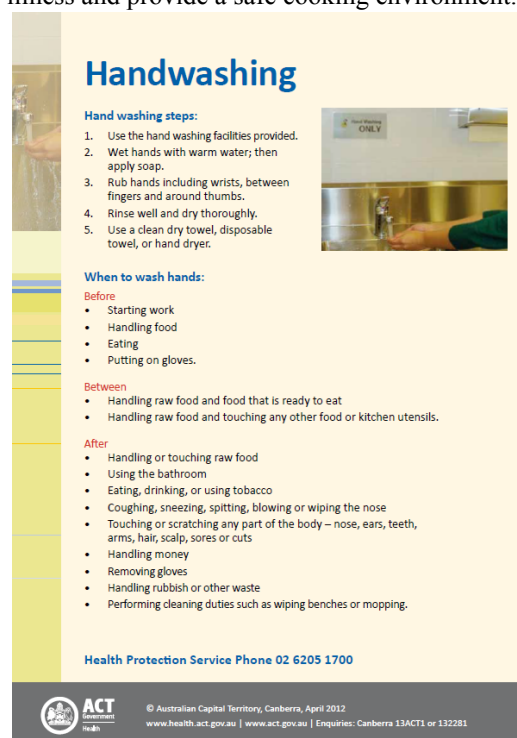 illness and provide a safe cooking environment.
Handwashing
Hand washing steps:
1. Use the hand washing facilities provided.
2. Wet hands with warm water; then
apply soap.
3. Rub hands including wrists, between
fingers and around thumbs.
4. Rinse well and dry thoroughly.
5. Use a clean dry towel, disposable
towel, or hand dryer.
Hand Washing
ONLY
When to wash hands:
Before
• Starting work
• Handling food
• Eating
• Putting on gloves.
Between
• Handling raw food and food that is ready to eat
• Handling raw food and touching any other food or kitchen utensils.
After
• Handling or touching raw food
• Using the bathroom
• Eating, drinking, or using tobacco
• Coughing, sneezing, spitting, blowing or wiping the nose
• Touching or scratching any part of the body – nose, ears, teeth,
arms, hair, scalp, sores or cuts
• Handling money
• Removing gloves
• Handling rubbish or other waste
• Performing cleaning duties such as wiping benches or mopping.
Health Protection Service Phone 02 6205 1700
ACT
Government
Health
© Australian Capital Territory, Canberra, April 2012
www.health.act.gov.au | www.act.gov.au | Enquiries: Canberra 13ACT1 or 132281